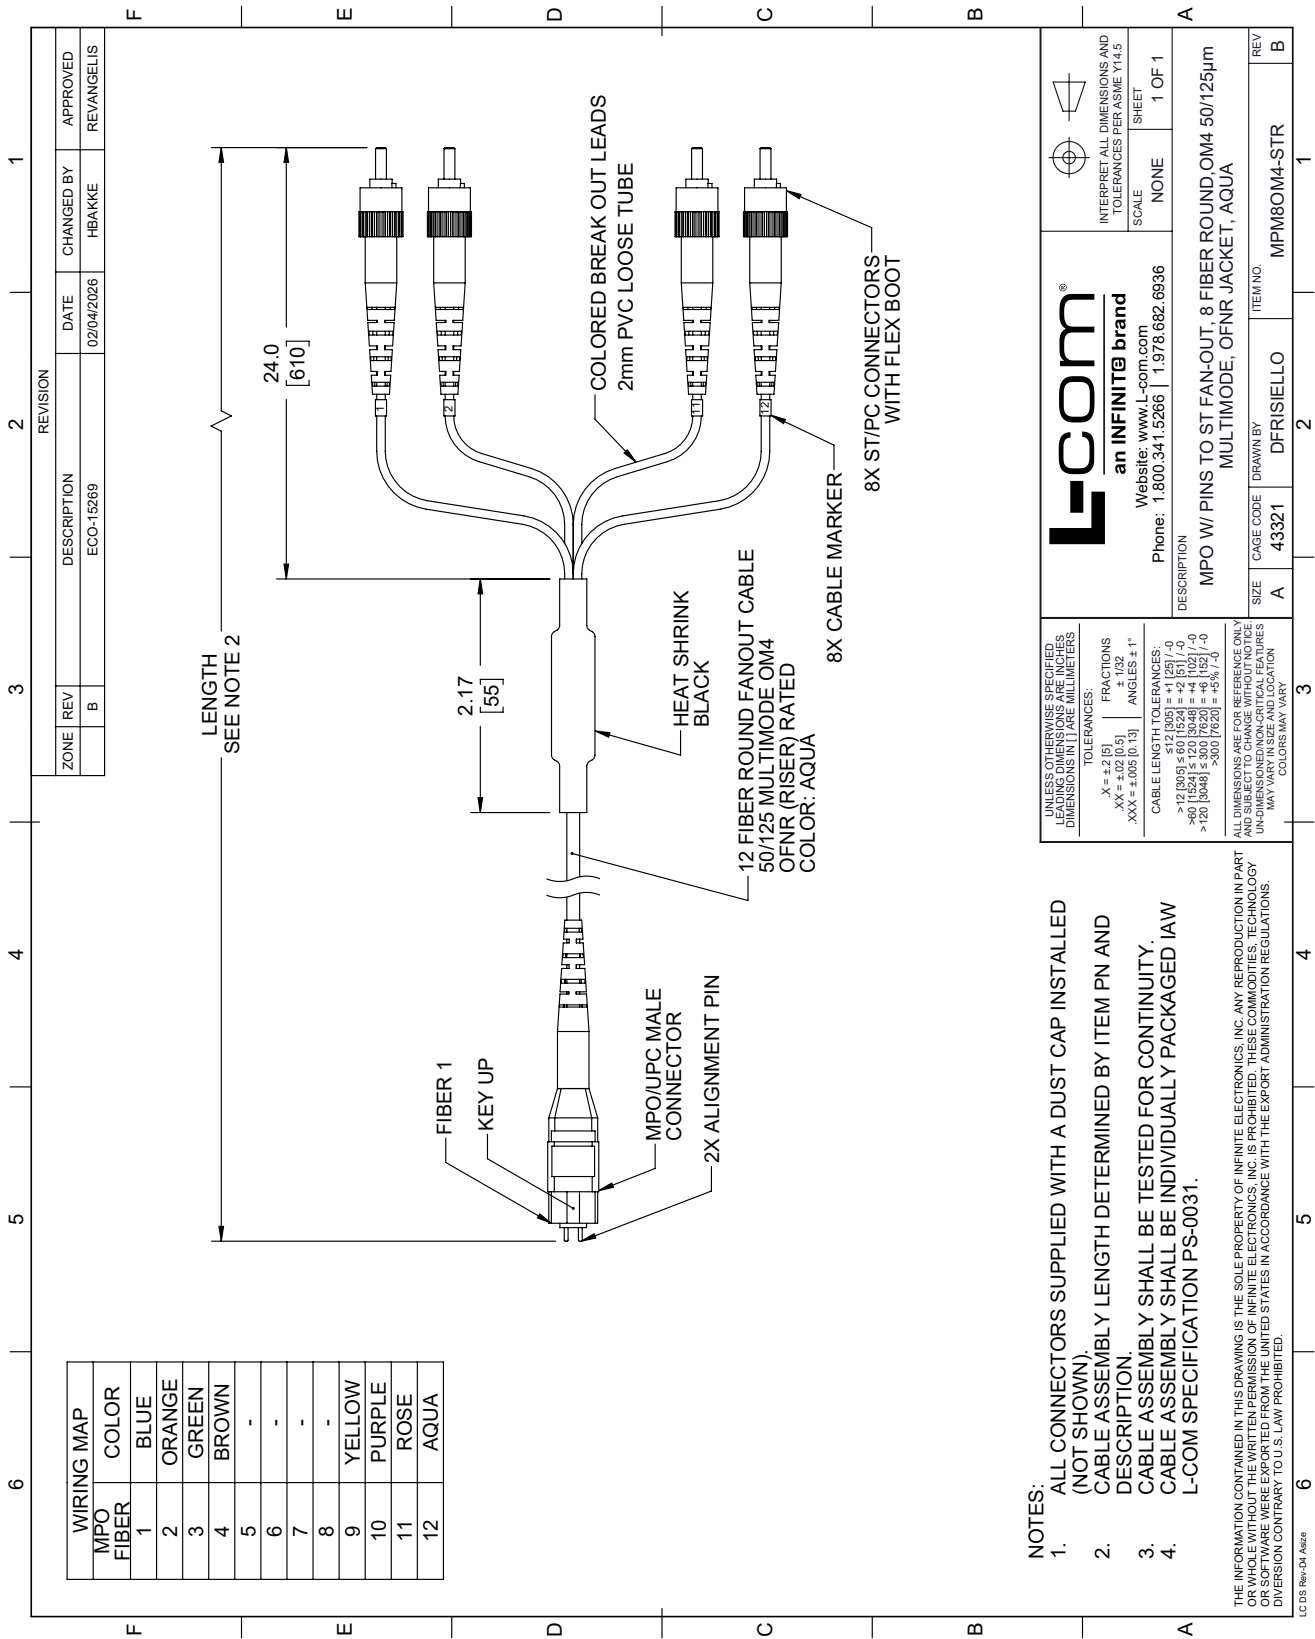 REVISION
ZONE REV DESCRIPTION DATE CHANGED BY APPROVED
B ECO-15269 02/04/2026 HBAKKE REVANGELIS
6 5 4 3 2 1
F
E
D
C
B
A
WIRING MAP
MPO FIBER COLOR
1 BLUE
2 ORANGE
3 GREEN
4 BROWN
5 -
6 -
7 -
8 -
9 YELLOW
10 PURPLE
11 ROSE
12 AQUA
LENGTH
SEE NOTE 2
24.0
[610]
2.17
[55]
FIBER 1
KEY UP
MPO/UPC MALE
CONNECTOR
2X ALIGNMENT PIN
HEAT SHRINK
BLACK
12 FIBER ROUND FANOUT CABLE
50/125 MULTIMODE OM4
OFNR (RISER) RATED
COLOR: AQUA
1
2
11
12
COLORED BREAK OUT LEADS
2mm PVC LOOSE TUBE
8X CABLE MARKER
8X ST/PC CONNECTORS
WITH FLEX BOOT
NOTES:
1. ALL CONNECTORS SUPPLIED WITH A DUST CAP INSTALLED
(NOT SHOWN).
2. CABLE ASSEMBLY LENGTH DETERMINED BY ITEM PN AND
DESCRIPTION.
3. CABLE ASSEMBLY SHALL BE TESTED FOR CONTINUITY.
4. CABLE ASSEMBLY SHALL BE INDIVIDUALLY PACKAGED IAW
L-COM SPECIFICATION PS-0031.
THE INFORMATION CONTAINED IN THIS DRAWING IS THE SOLE PROPERTY OF INFINITE ELECTRONICS, INC. ANY REPRODUCTION IN PART
OR WHOLE WITHOUT THE WRITTEN PERMISSION OF INFINITE ELECTRONICS, INC. IS PROHIBITED. THESE COMMODITIES, TECHNOLOGY
OR SOFTWARE WERE EXPORTED FROM THE UNITED STATES IN ACCORDANCE WITH THE EXPORT ADMINISTRATION REGULATIONS.
DIVERSION CONTRARY TO U.S. LAW PROHIBITED.
UNLESS OTHERWISE SPECIFIED
LEADING DIMENSIONS ARE INCHES
DIMENSIONS IN [ ] ARE MILLIMETERS
TOLERANCES:
.X = ±.2 [5] FRACTIONS
.XX = ±.02 [0.5] ± 1/32
.XXX = ±.005 [0.13] ANGLES ± 1°
CABLE LENGTH TOLERANCES:
≤12 [305] = +1 [25] / -0
>12 [305] ≤ 60 [1524] = +2 [51] / -0
>60 [1524] ≤ 120 [3048] = +4 [102] / -0
>120 [3048] ≤ 300 [7620] = +6 [152] / -0
>300 [7620] = +5% / -0
ALL DIMENSIONS ARE FOR REFERENCE ONLY
AND SUBJECT TO CHANGE WITHOUT NOTICE.
UN-DIMENSIONED/NON-CRITICAL FEATURES
MAY VARY IN SIZE AND LOCATION
COLORS MAY VARY
L-com®
an INFINITE brand
Website: www.L-com.com
Phone: 1.800.341.5266 | 1.978.682.6936
INTERPRET ALL DIMENSIONS AND
TOLERANCES PER ASME Y14.5
SCALE SHEET
NONE 1 OF 1
DESCRIPTION
MPO W/ PINS TO ST FAN-OUT, 8 FIBER ROUND,OM4 50/125µm
MULTIMODE, OFNR JACKET, AQUA
SIZE CAGE CODE DRAWN BY ITEM NO. REV
A 43321 DFRISIELLO MPM8OM4-STR B
LC DS Rev-D4 Asize
6 5 4 3 2 1
F
E
D
C
B
A